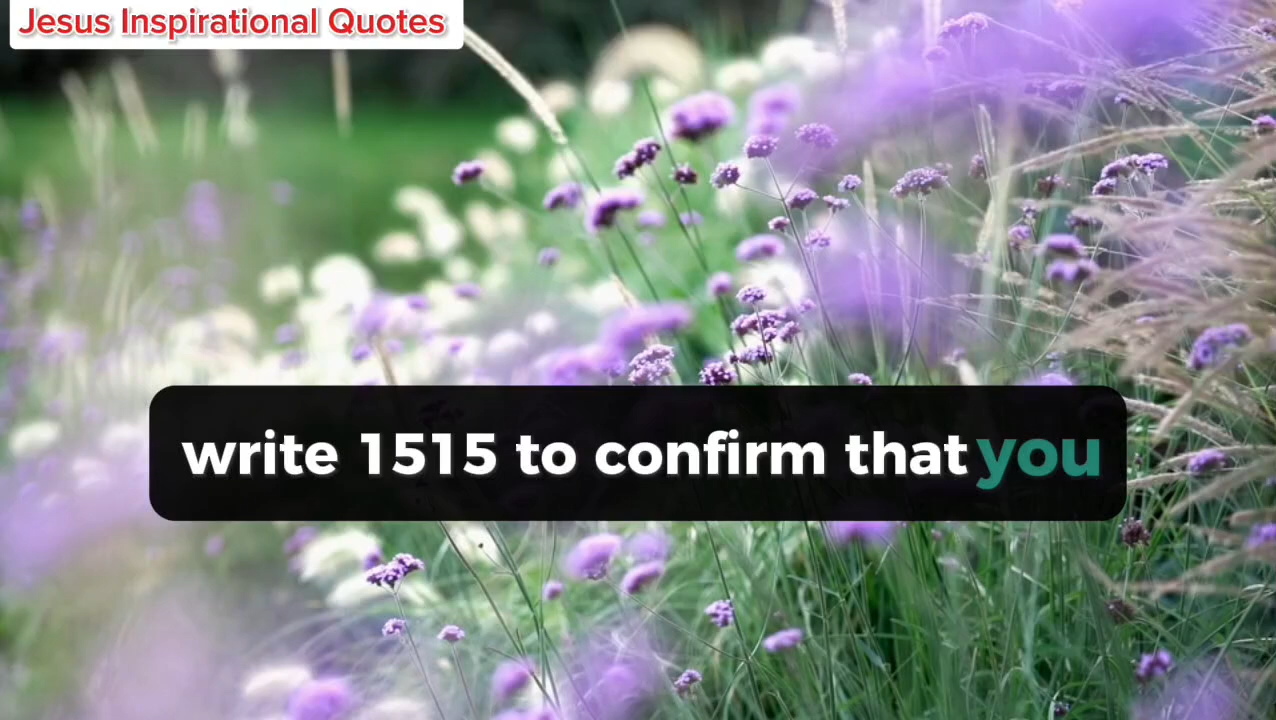 Jesus Inspirational Quotes
write 1515 to confirm that you